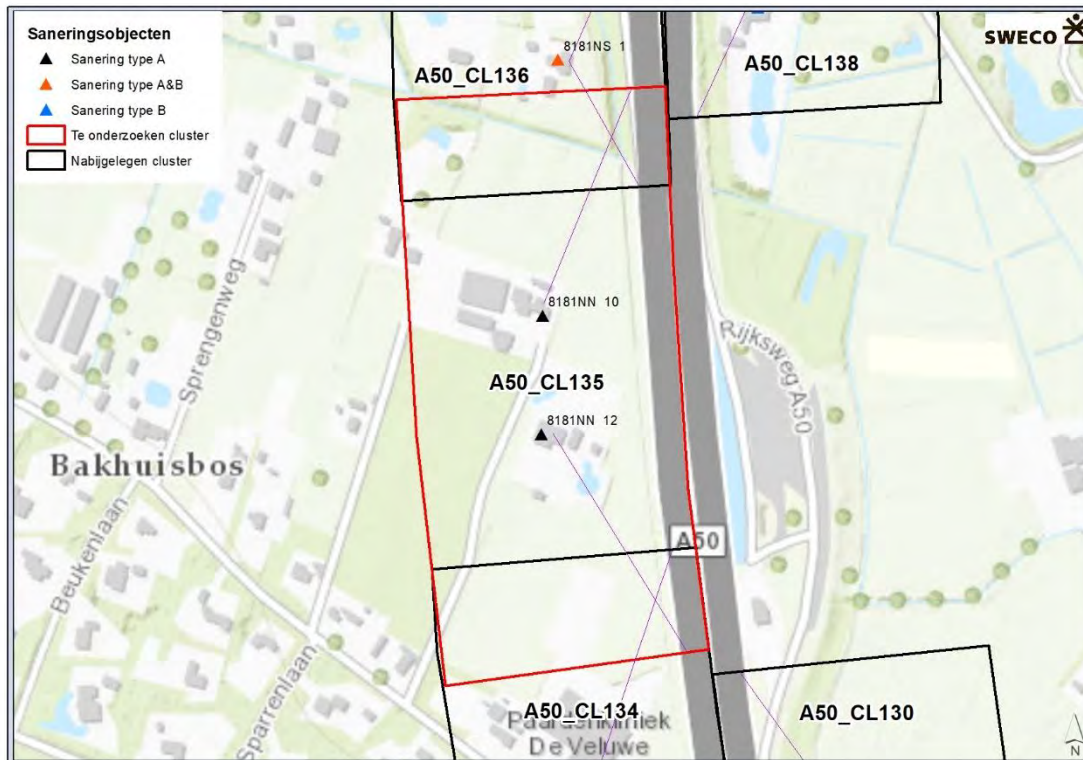 Saneringsobjecten
Sanering type A
Sanering type A&B
Sanering type B
Te onderzoeken cluster
Nabijgelegen cluster
SWECO
8181NS 1
A50_CL136
A50_CL138
Sprengenweg
8181NN 10
Rijksweg A50
A50_CL135
8181NN 12
Bakhuisbos
A50
Beukenlaan
Sparrenlaan
A50_CL134
A50_CL130
Paardenkliniek
De Veluwe
N